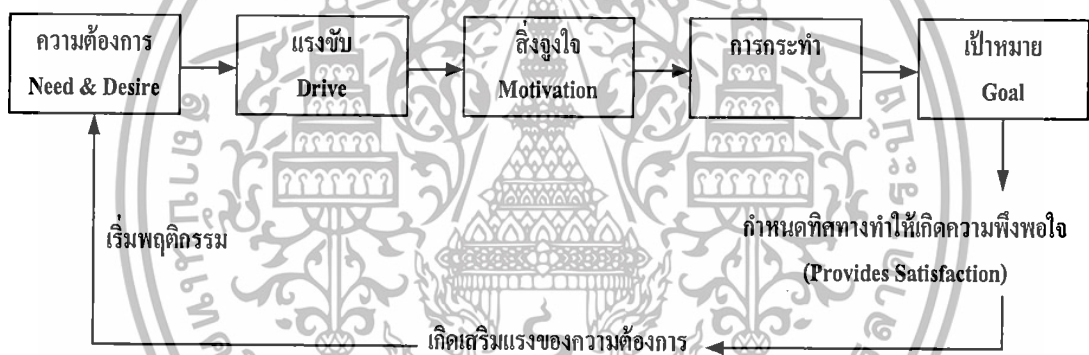 ความต้องการ
Need & Desire
แรงขับ
Drive
สิ่งจูงใจ
Motivation
การกระทำ
เป้าหมาย
Goal
กำหนดทิศทางทำให้เกิดความพึงพอใจ
(Provides Satisfaction)
เกิดเสริมแรงของความต้องการ
เริ่มพฤติกรรม